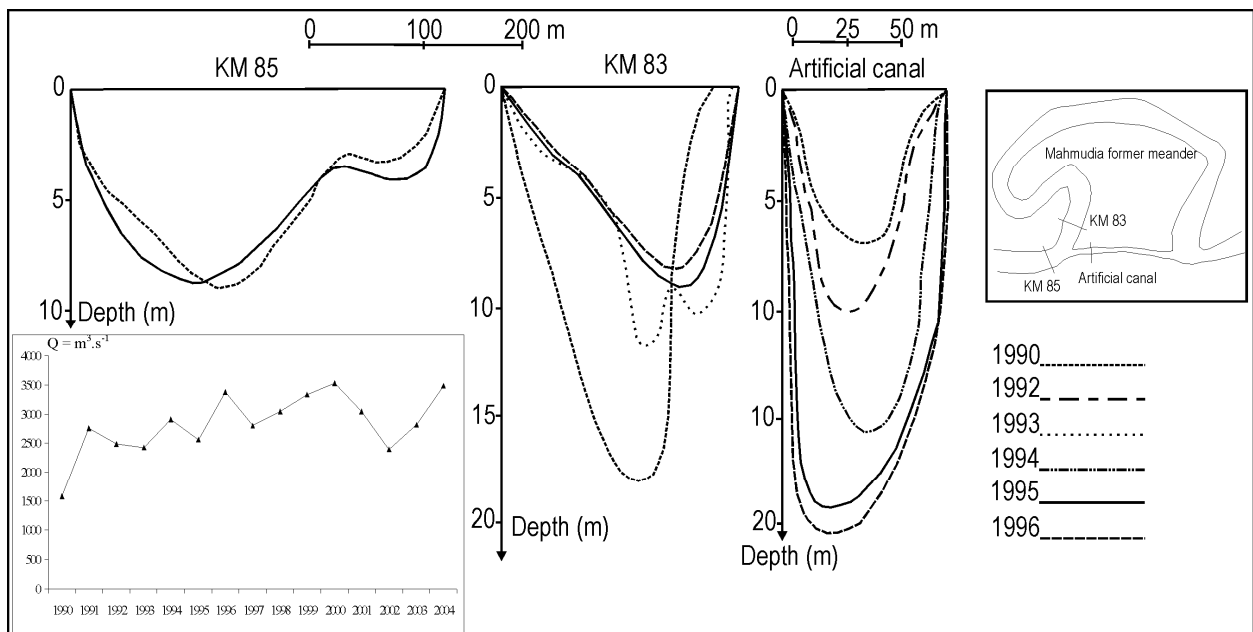 0 100 200 m
0 25 50 m
KM 85
KM 83
Artificial canal
0
5
10
Depth (m)
0
5
10
15
20
Depth (m)
0
5
10
10
20
Depth (m)
Mahmudia former meander
KM 83
KM 85
Artificial canal
1990
1992
1993
1994
1995
1996
Q = m³.s⁻¹
4000
3500
3000
2500
2000
1500
1000
500
0
1990 1991 1992 1993 1994 1995 1996 1997 1998 1999 2000 2001 2002 2003 2004